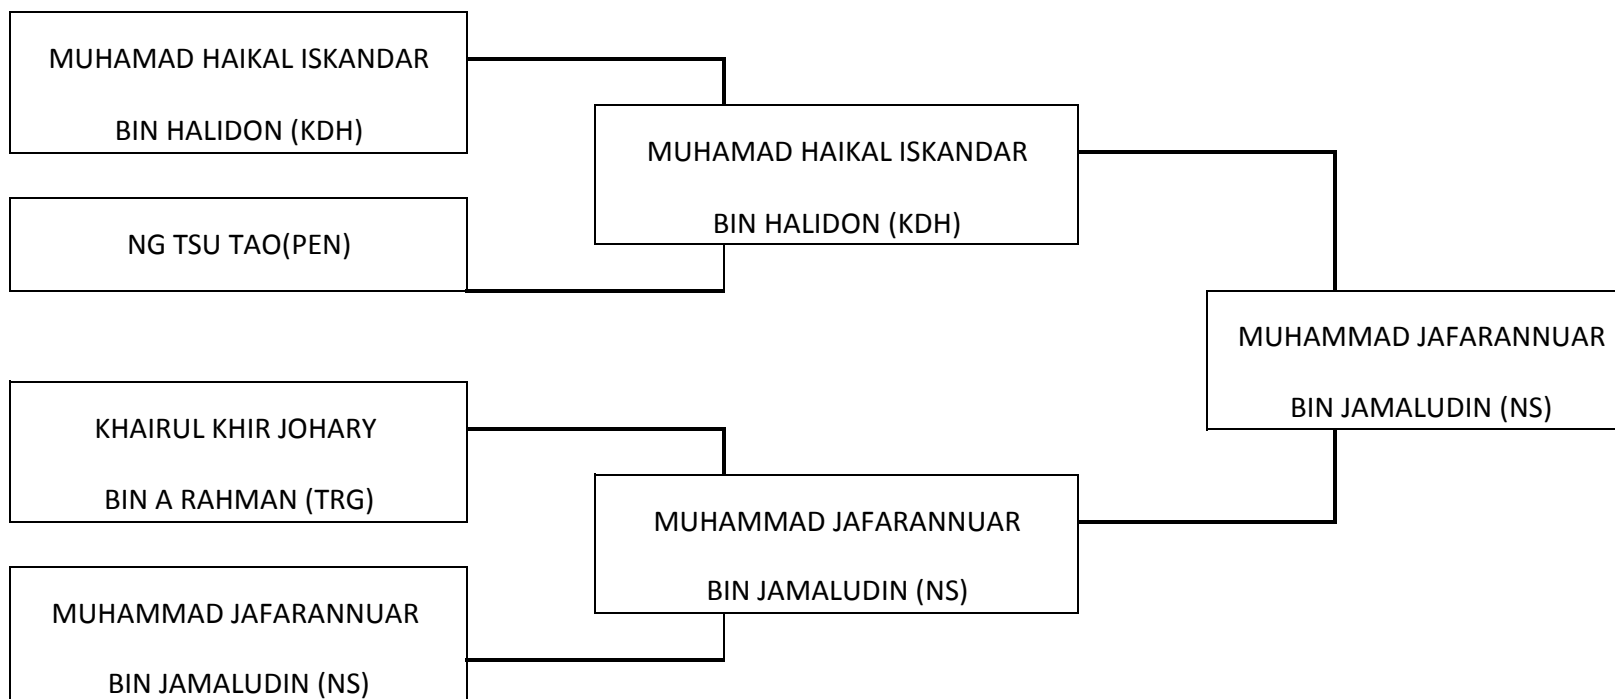 MUHAMAD HAIKAL ISKANDAR
BIN HALIDON (KDH)
NG TSU TAO(PEN)
KHAIRUL KHIR JOHARY
BIN A RAHMAN (TRG)
MUHAMMAD JAFARANNUAR
BIN JAMALUDIN (NS)
MUHAMAD HAIKAL ISKANDAR
BIN HALIDON (KDH)
MUHAMMAD JAFARANNUAR
BIN JAMALUDIN (NS)
MUHAMMAD JAFARANNUAR
BIN JAMALUDIN (NS)